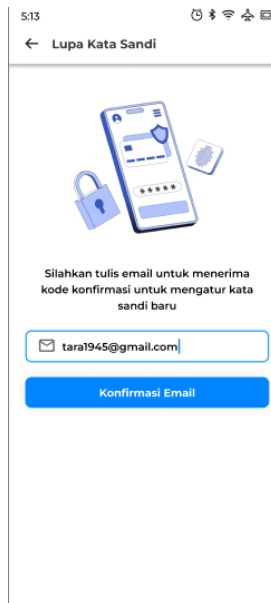 5:13
Lupa Kata Sandi
Silahkan tulis email untuk menerima
kode konfirmasi untuk mengatur kata
sandi baru
tara1945@gmail.com
Konfirmasi Email